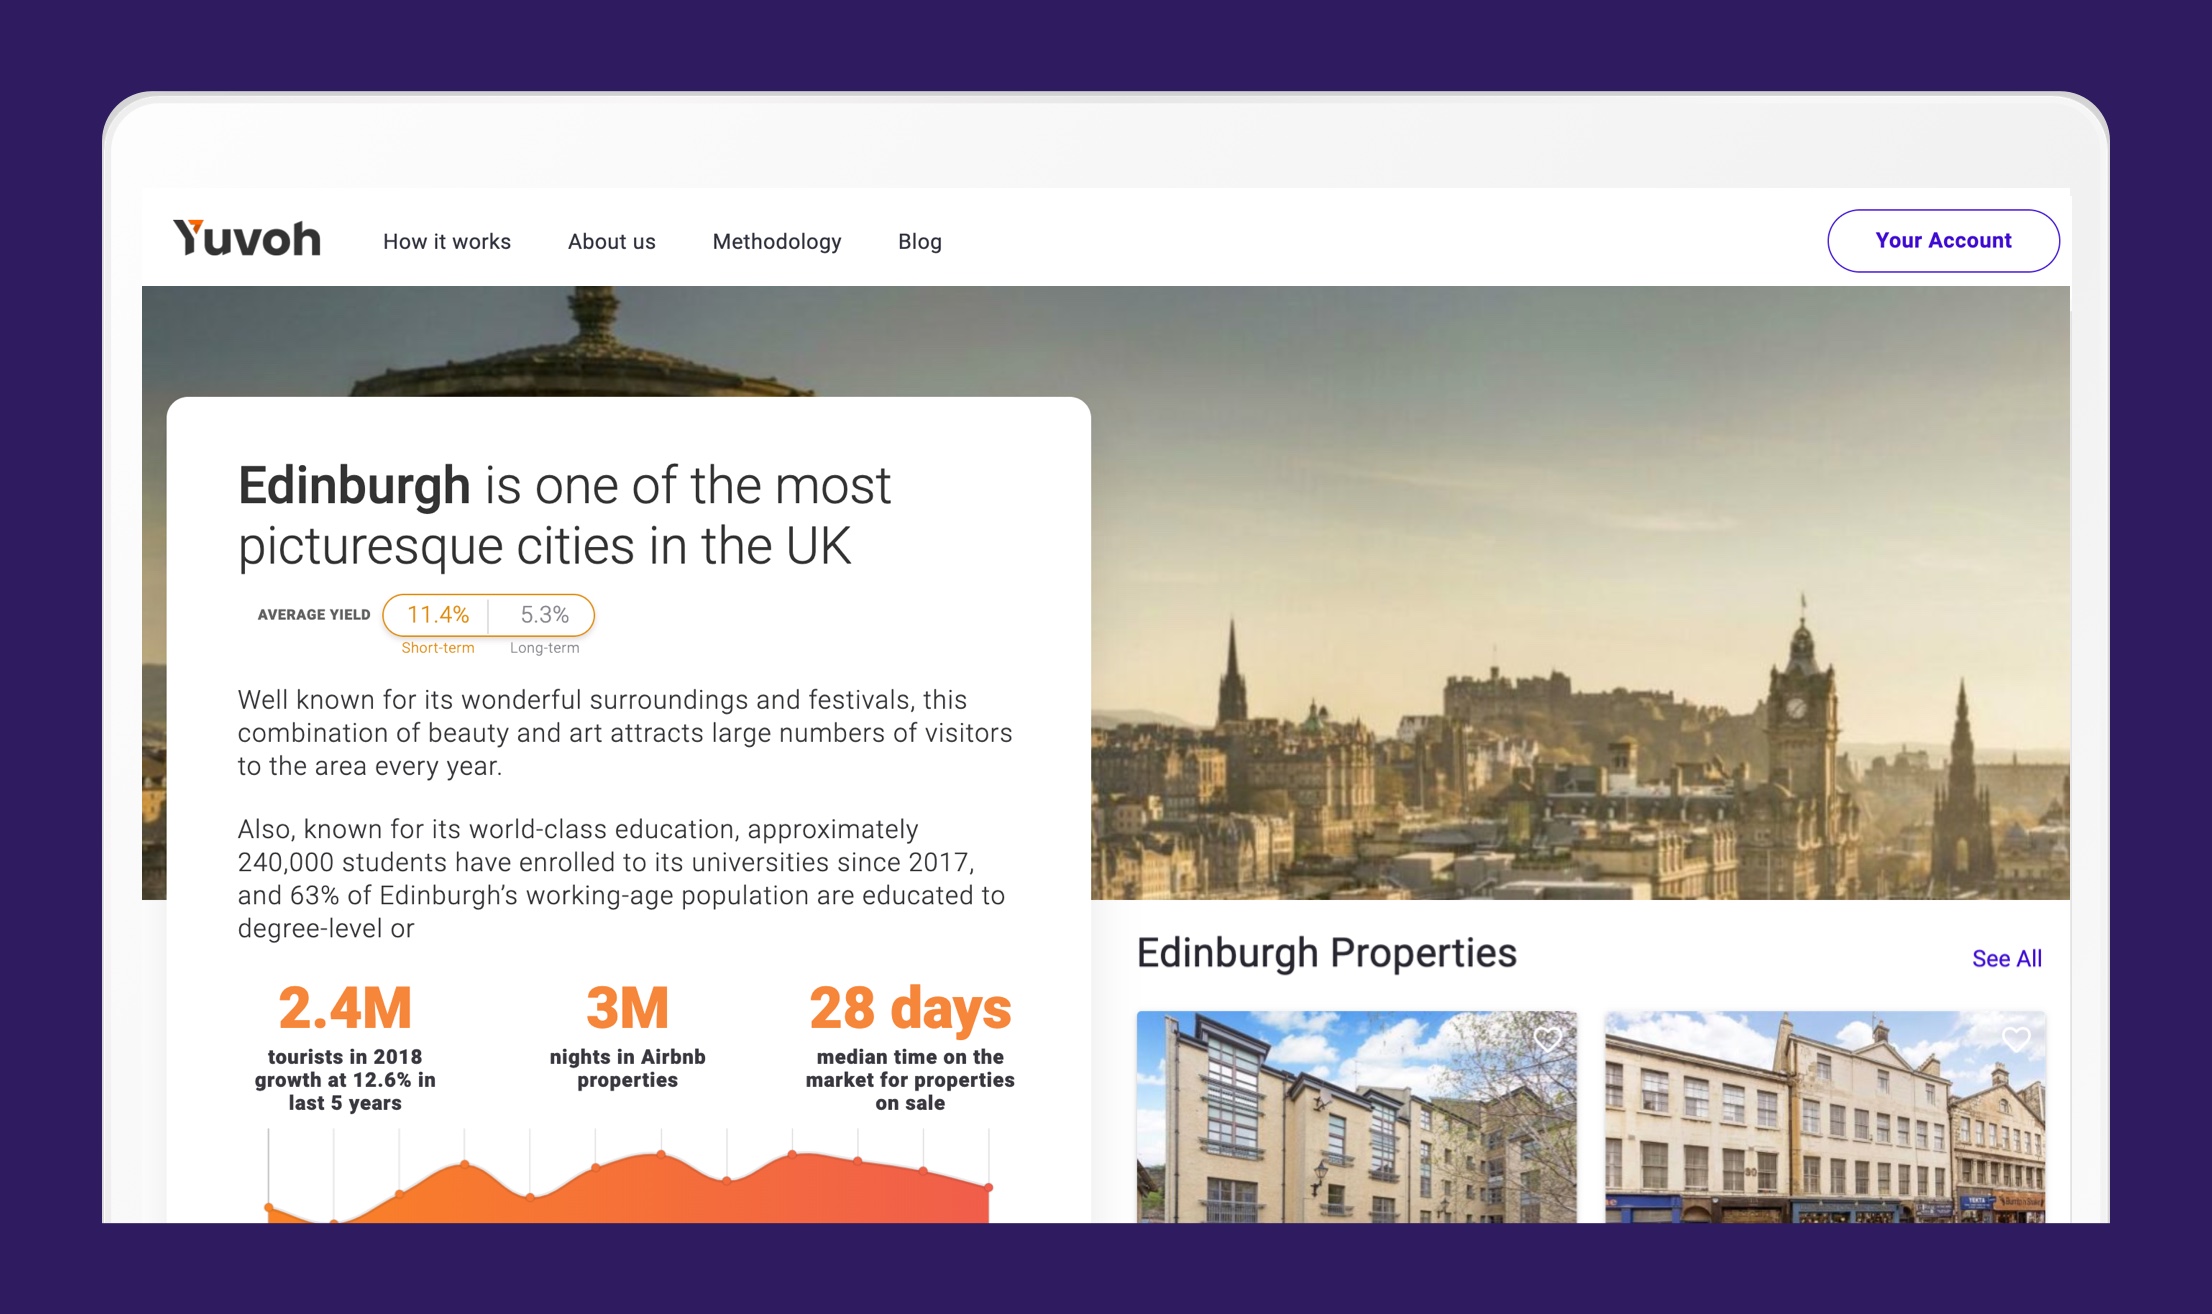 Yuvoh
How it works
About us
Methodology
Blog
Your Account
Edinburgh is one of the most
picturesque cities in the UK
AVERAGE YIELD
11.4%
5.3%
Short-term
Long-term
Well known for its wonderful surroundings and festivals, this
combination of beauty and art attracts large numbers of visitors
to the area every year.
Also, known for its world-class education, approximately
240,000 students have enrolled to its universities since 2017,
and 63% of Edinburgh’s working-age population are educated to
degree-level or
2.4M
tourists in 2018
growth at 12.6% in
last 5 years
3M
nights in Airbnb
properties
28 days
median time on the
market for properties
on sale
Edinburgh Properties
See All